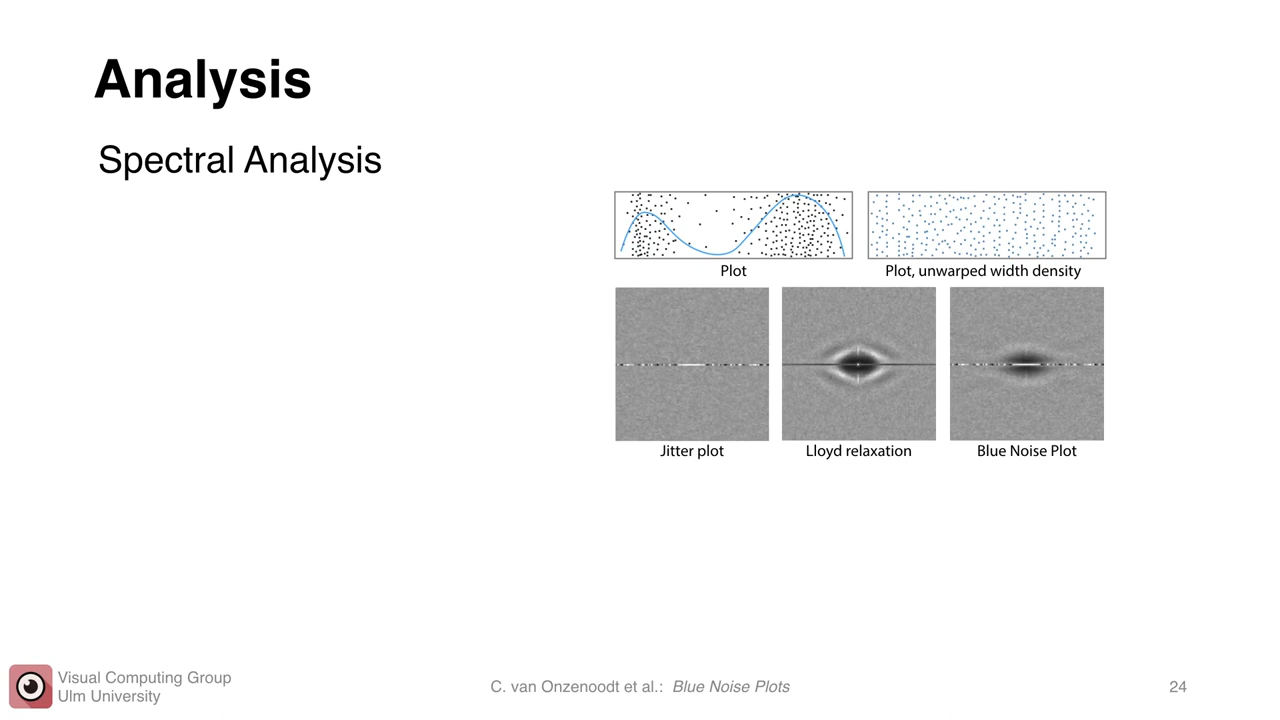 Analysis
Spectral Analysis
Plot
Plot, unwarped width density
Jitter plot
Lloyd relaxation
Blue Noise Plot
Visual Computing Group
Ulm University
C. van Onzenoodt et al.: Blue Noise Plots
24